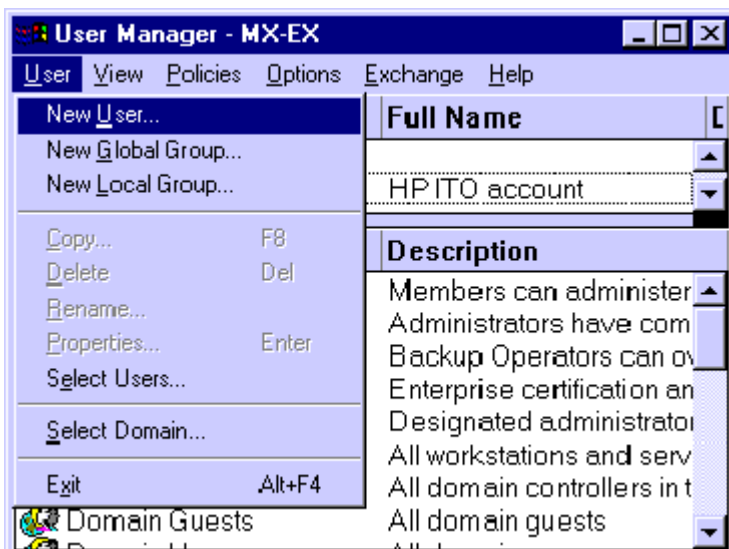 User Manager - MX-EX
User View Policies Options Exchange Help
New User...
New Global Group...
New Local Group...
Copy... F8
Delete Del
Rename...
Properties... Enter
Select Users...
Select Domain...
Exit Alt+F4
Full Name
HP ITO account
Description
Members can administer
Administrators have com
Backup Operators can ov
Enterprise certification an
Designated administrator
All workstations and serv
All domain controllers in t
Domain Guests All domain guests